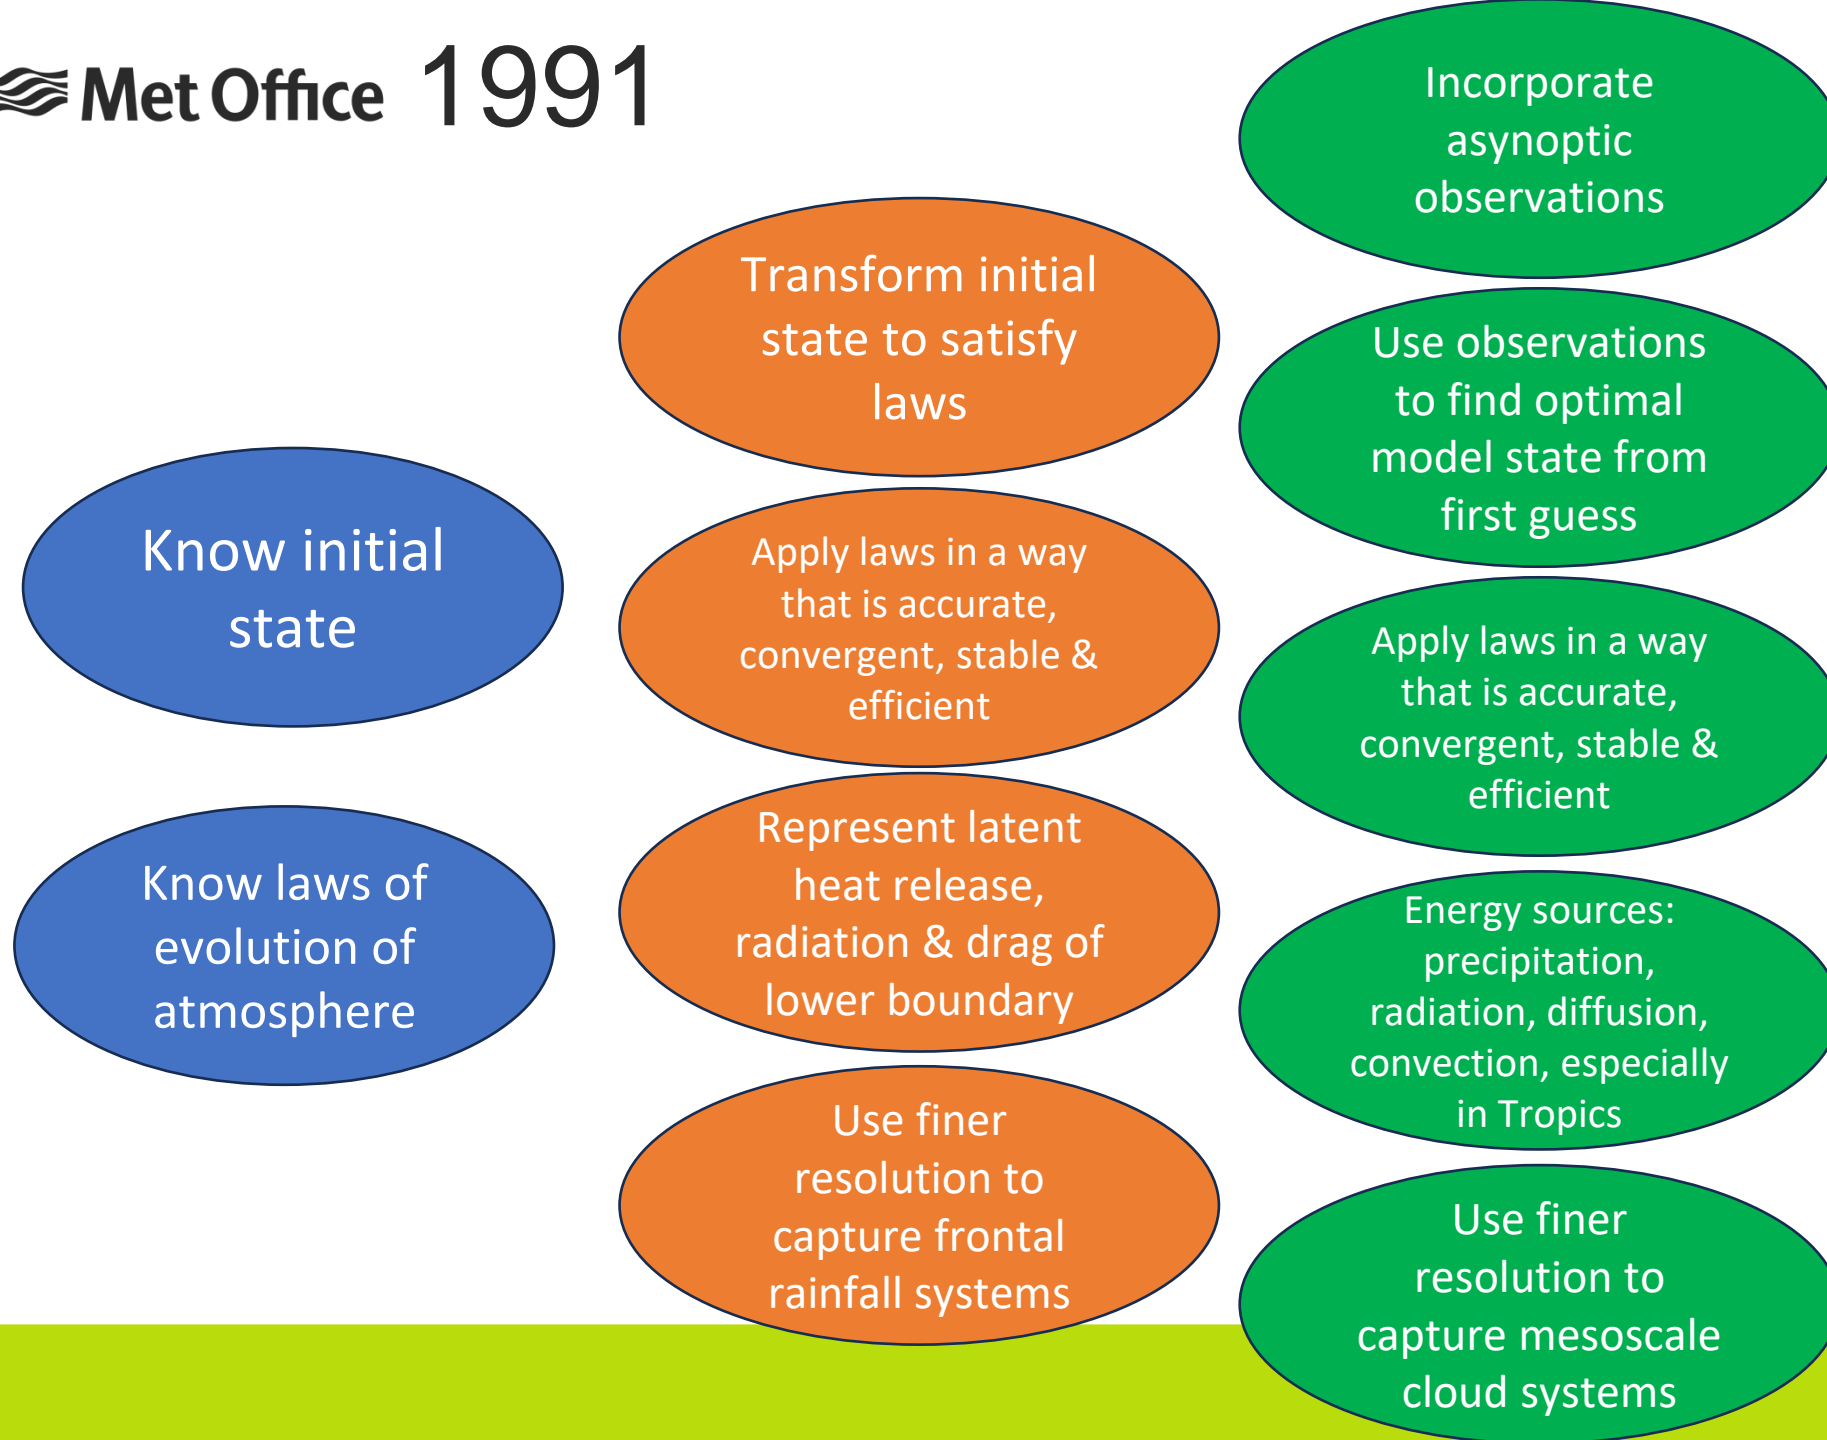 Met Office 1991
Know initial
state
Know laws of
evolution of
atmosphere
Transform initial
state to satisfy
laws
Apply laws in a way
that is accurate,
convergent, stable &
efficient
Represent latent
heat release,
radiation & drag of
lower boundary
Use finer
resolution to
capture frontal
rainfall systems
Incorporate
asynoptic
observations
Use observations
to find optimal
model state from
first guess
Apply laws in a way
that is accurate,
convergent, stable &
efficient
Energy sources:
precipitation,
radiation, diffusion,
convection, especially
in Tropics
Use finer
resolution to
capture mesoscale
cloud systems